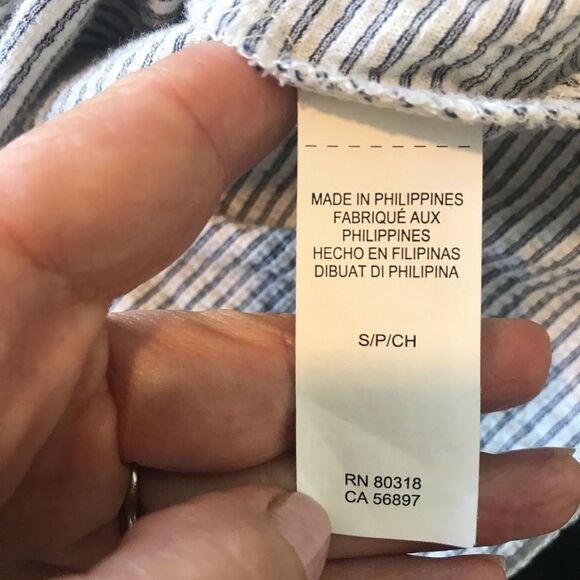 MADE IN PHILIPPINES
FABRIQUÉ AUX
PHILIPPINES
HECHO EN FILIPINAS
DIBUAT DI PHILIPINA
S/P/CH
RN 80318
CA 56897